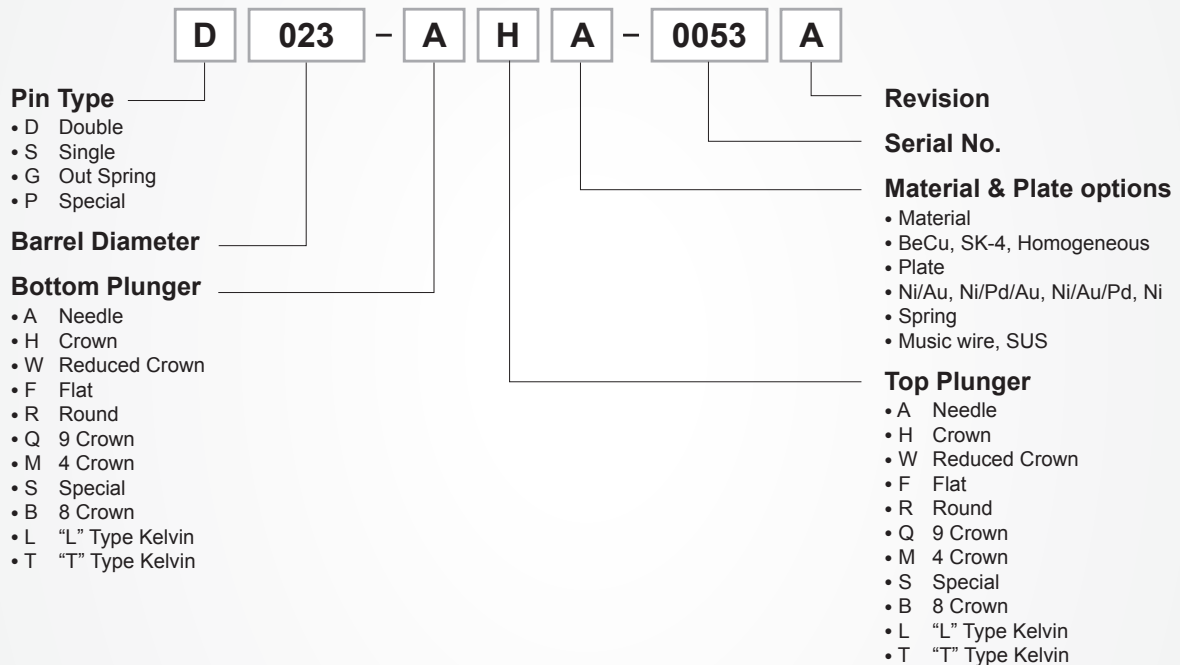 D 023 – A H A – 0053 A
Pin Type
• D Double
• S Single
• G Out Spring
• P Special
Barrel Diameter
Bottom Plunger
• A Needle
• H Crown
• W Reduced Crown
• F Flat
• R Round
• Q 9 Crown
• M 4 Crown
• S Special
• B 8 Crown
• L “L” Type Kelvin
• T “T” Type Kelvin
Revision
Serial No.
Material & Plate options
• Material
• BeCu, SK-4, Homogeneous
• Plate
• Ni/Au, Ni/Pd/Au, Ni/Au/Pd, Ni
• Spring
• Music wire, SUS
Top Plunger
• A Needle
• H Crown
• W Reduced Crown
• F Flat
• R Round
• Q 9 Crown
• M 4 Crown
• S Special
• B 8 Crown
• L “L” Type Kelvin
• T “T” Type Kelvin